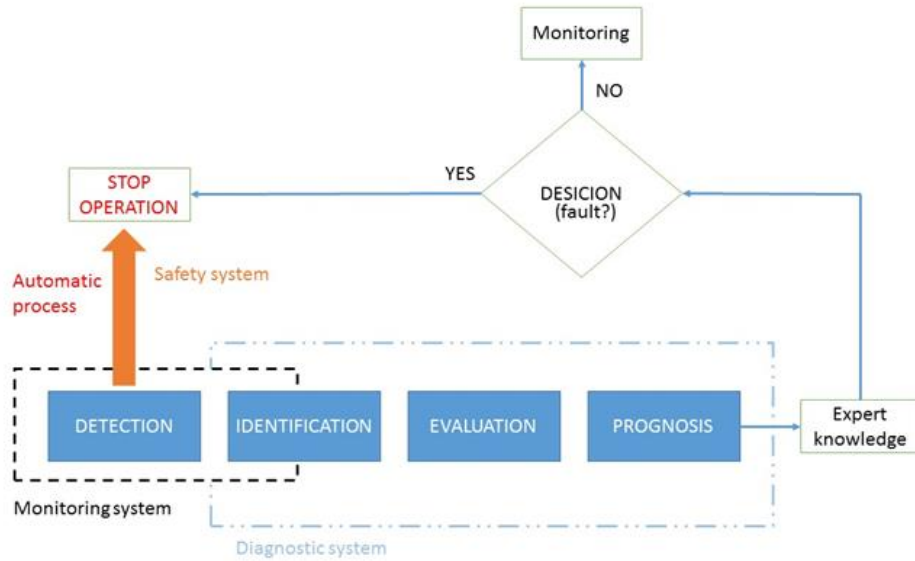 Monitoring
NO
YES
DESICION
(fault?)
STOP
OPERATION
Automatic
process
Safety system
DETECTION
IDENTIFICATION
EVALUATION
PROGNOSIS
Expert
knowledge
Monitoring system
Diagnostic system